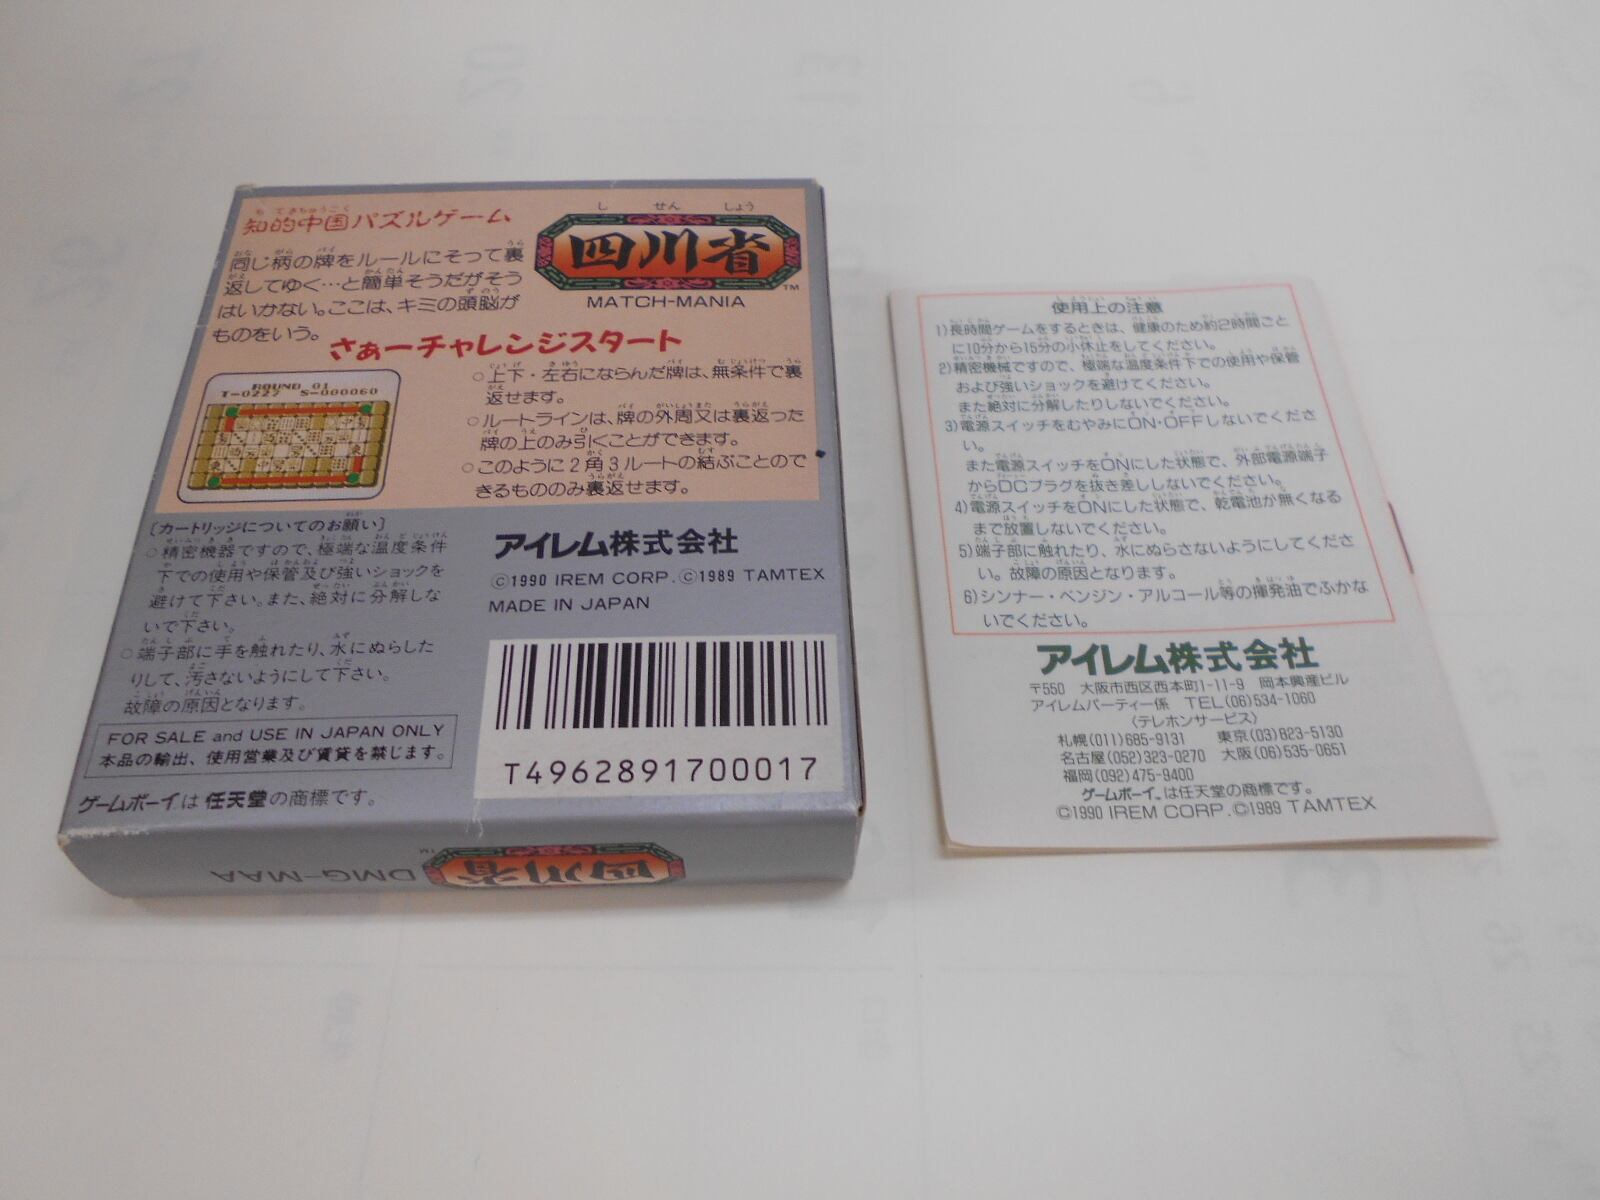 知的中国パズルゲーム
同じ柄の牌をルールにそって裏
返してゆく…と簡単そうだがそう
はいかない。ここは、キミの頭脳が
ものをいう。
し せん しょう
四川省
TM
MATCH-MANIA
さぁーチャレンジスタート
ROUND 01
T-0227 S-000060
○上下・左右にならんだ牌は、無条件で裏
返せます。
○ルートラインは、牌の外周又は裏返った
牌の上のみ引くことができます。
○このように2角3ルートの結ぶことので
きるもののみ裏返せます。
〔カートリッジについてのお願い〕
○精密機器ですので、極端な温度条件
下での使用や保管及び強いショックを
避けて下さい。また、絶対に分解しな
いで下さい。
○端子部に手を触れたり、水にぬらした
りして、汚さないようにして下さい。
故障の原因となります。
FOR SALE and USE IN JAPAN ONLY
本品の輸出、使用営業及び賃貸を禁じます。
ゲームボーイは任天堂の商標です。
アイレム株式会社
©1990 IREM CORP. ©1989 TAMTEX
MADE IN JAPAN
T4962891700017
四川省
TM
DMG-MAA
使用上の注意
1)長時間ゲームをするときは、健康のため約2時間ごと
に10分から15分の小休止をしてください。
2)精密機械ですので、極端な温度条件下での使用や保管
および強いショックを避けてください。
また絶対に分解したりしないでください。
3)電源スイッチをむやみにON・OFFしないでくださ
い。
また電源スイッチをONにした状態で、外部電源端子
からDCプラグを抜き差ししないでください。
4)電源スイッチをONにした状態で、乾電池が無くなる
まで放置しないでください。
5)端子部に触れたり、水にぬらさないようにしてくださ
い。故障の原因となります。
6)シンナー・ベンジン・アルコール等の揮発油でふかな
いでください。
アイレム株式会社
〒550 大阪市西区西本町1-11-9 岡本興産ビル
アイレムパーティー係 TEL(06)534-1060
〈テレホンサービス〉
札幌(011)685-9131 東京(03)823-5130
名古屋(052)323-0270 大阪(06)535-0651
福岡(092)475-9400
ゲームボーイ™は任天堂の商標です。
©1990 IREM CORP. ©1989 TAMTEX